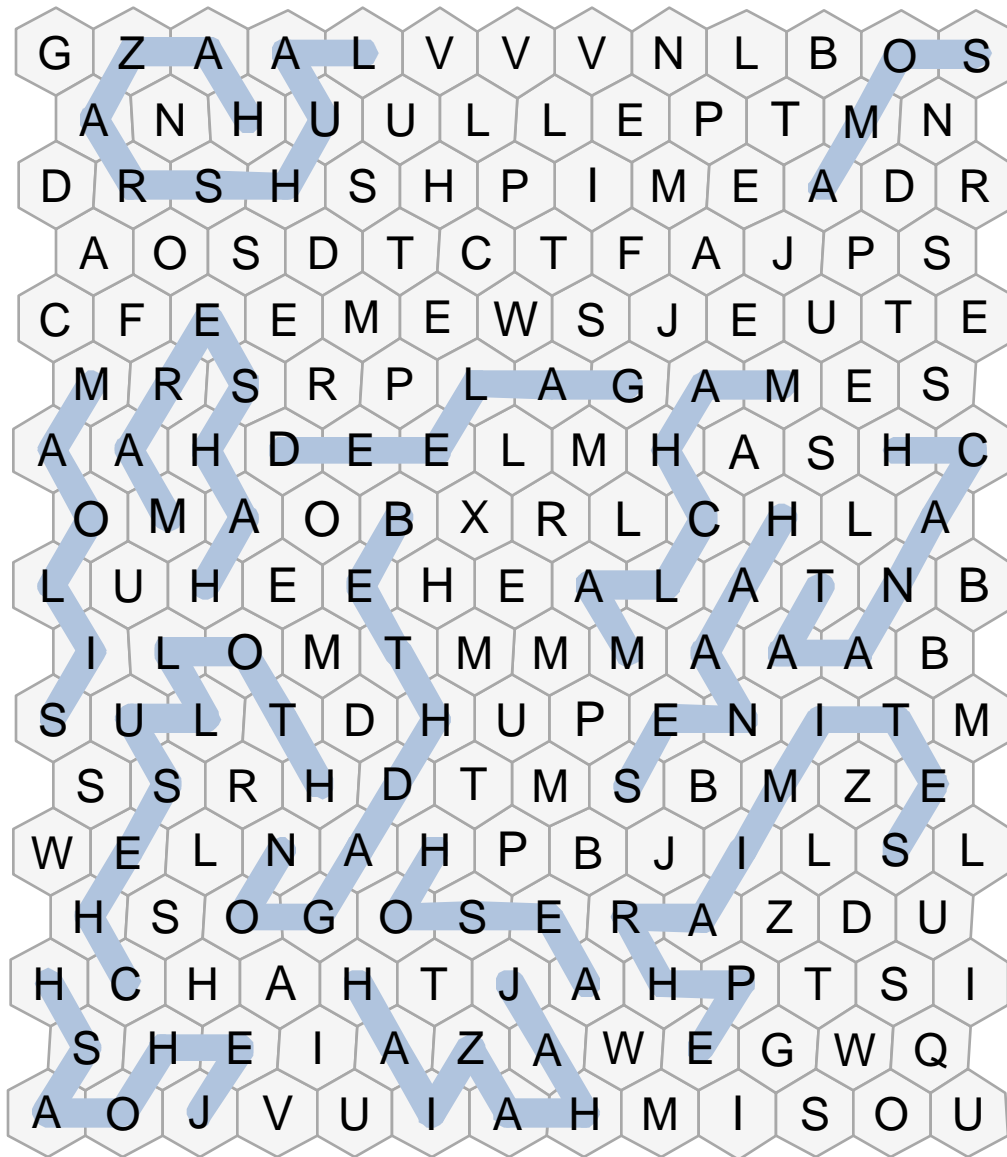 G Z A A L V V V N L B O S
A N H U U L L E P T M N
D R S H S H P I M E A D R
A O S D T C T F A J P S
C F E E M E W S J E U T E
M R S R P L A G A M E S
A A H D E E L M H A S H C
O M A O B X R L C H L A
L U H E E H E A L A T N B
I L O M T M M M A A A B
S U L T D H U P E N I T M
S S R H D T M S B M Z E
W E L N A H P B J I L S L
H S O G O S E R A Z D U
H C H A H T J A H P T S I
S H E I A Z A W E G W Q
A O J V U I A H M I S O U